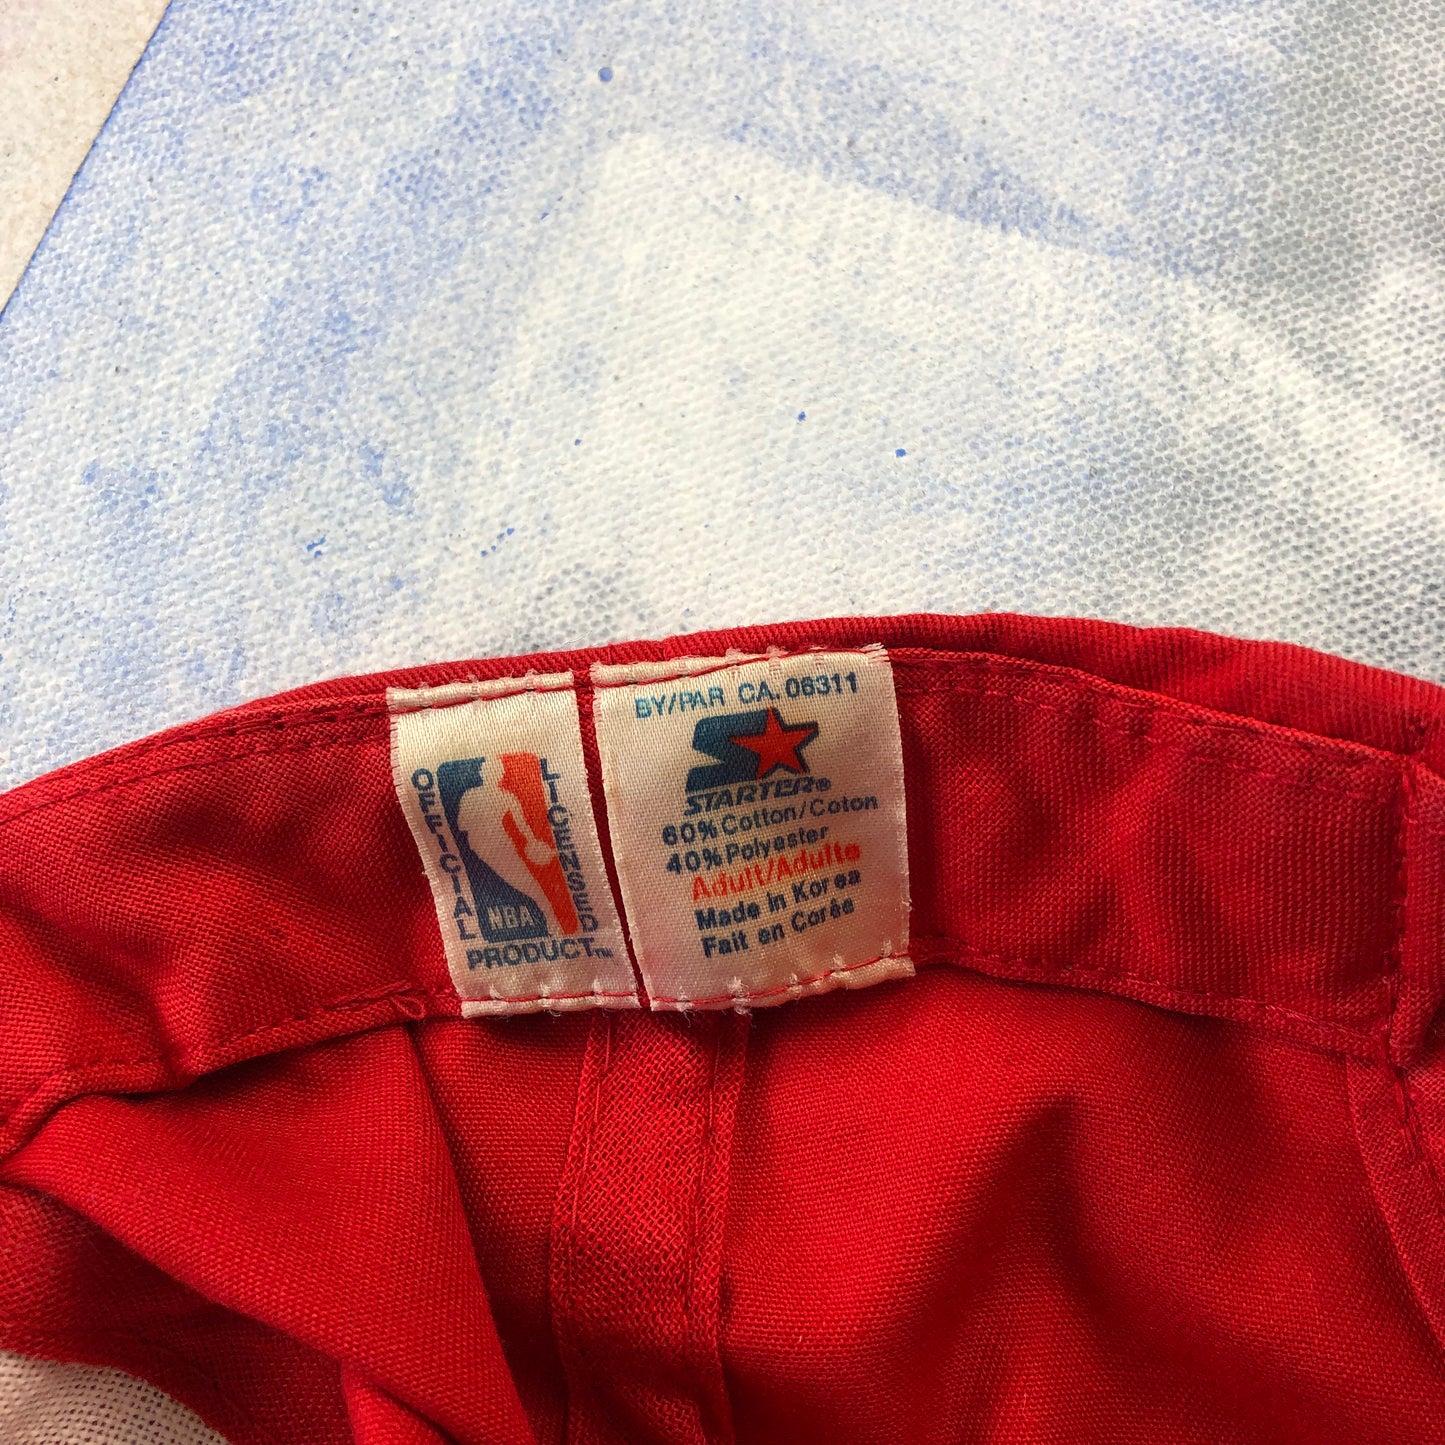 OFFICIAL
LICENSED
NBA
PRODUCT™
BY/PAR CA. 06311
S
STARTER®
60% Cotton/Coton
40% Polyester
Adult/Adulte
Made in Korea
Fait en Corée